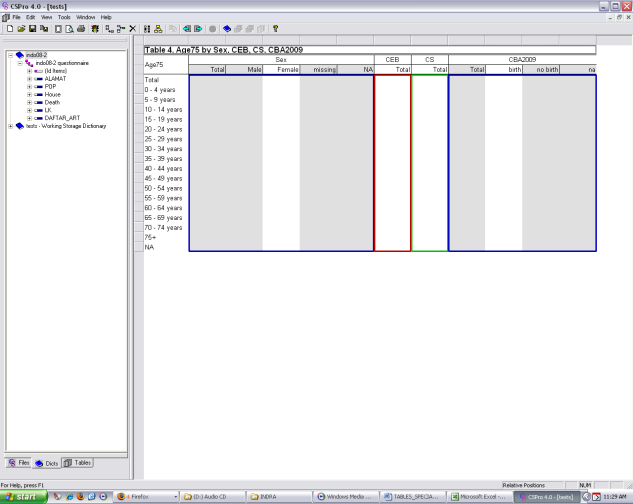 CSPro 4.0 - [tests]
File Edit View Tools Window Help
Table 4. Age75 by Sex, CEB, CS, CBA2009
Age75 Sex CEB CS CBA2009
Total Male Female missing NA Total Total Total birth no birth na
Total
0 - 4 years
5 - 9 years
10 - 14 years
15 - 19 years
20 - 24 years
25 - 29 years
30 - 34 years
35 - 39 years
40 - 44 years
45 - 49 years
50 - 54 years
55 - 59 years
60 - 64 years
65 - 69 years
70 - 74 years
75+
NA
indo08-2
indo08-2 questionnaire
(Id Items)
ALAMAT
POP
House
Death
LK
DAFTAR_ART
tests - Working Storage Dictionary
Files Dicts Tables
For Help, press F1 Relative Positions NUM
start Firefox (D:) Audio CD INDRA Windows Media ... TABLES_SPECIA... Microsoft Excel -... CSPro 4.0 - [tests] 11:29 AM